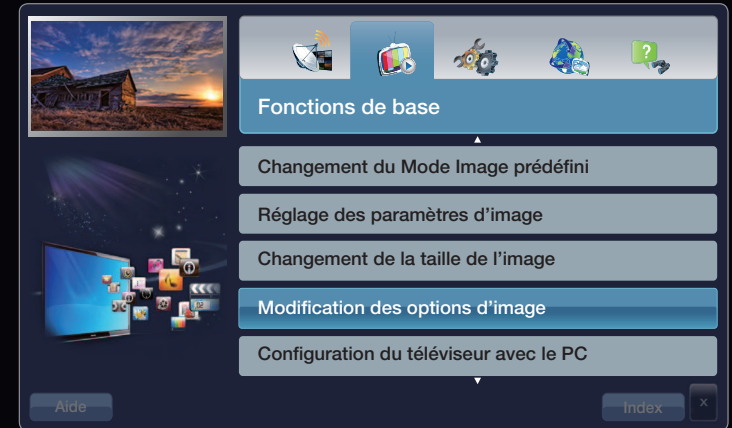 Fonctions de base
Changement du Mode Image prédéfini
Réglage des paramètres d'image
Changement de la taille de l'image
Modification des options d'image
Configuration du téléviseur avec le PC
Aide
Index
x